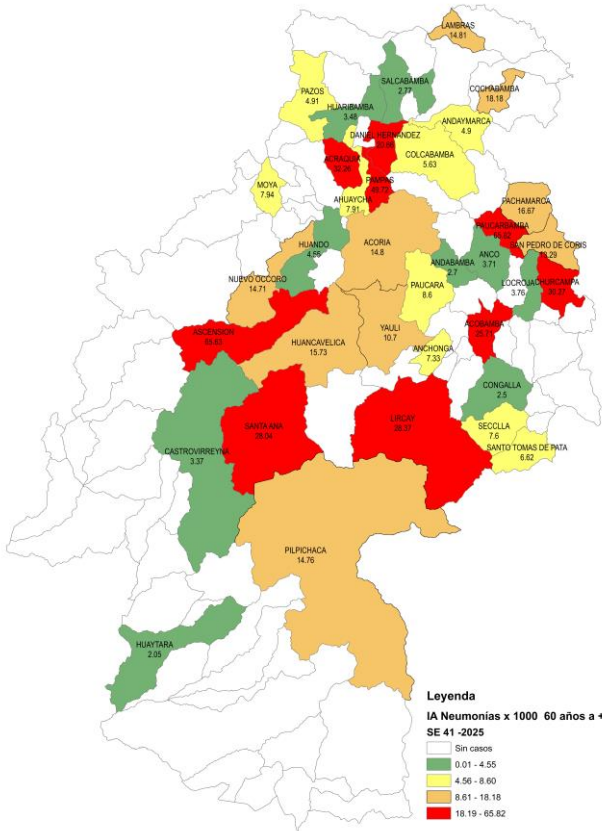 LAMBRAS
14.81
SALCABAMBA
2.77
COCHABAMBA
18.18
PAZOS
4.91
HUARIBAMBA
3.48
ANDAYMARCA
4.9
DANIEL HERNANDEZ
COLCABAMBA
5.63
ACRAQUIA
MOYA
7.94
PAMPAS
AHUAYCHA
7.91
PACHAMARCA
16.67
PAUCARBAMBA
SAN PEDRO DE CORIS
HUANDO
4.55
ACORIA
14.8
ANDABAMBA
2.7
ANCO
3.71
NUEVO OCCORO
14.71
PAUCARA
8.6
LOCROJA
3.76
CHURCAMPA
ASCENSION
YAULI
10.7
ACOBAMBA
HUANCAVELICA
15.73
ANCHONGA
7.33
CONGALLA
2.5
SANTA ANA
LIRCAY
SECCLLA
7.6
SANTO TOMAS DE PATA
6.62
CASTROVIRREYNA
3.37
PILPICHACA
14.76
HUAYTARA
2.05
Leyenda
IA Neumonías x 1000 60 años a +
SE 41 -2025
Sin casos
0.01 - 4.55
4.56 - 8.60
8.61 - 18.18
18.19 - 65.82